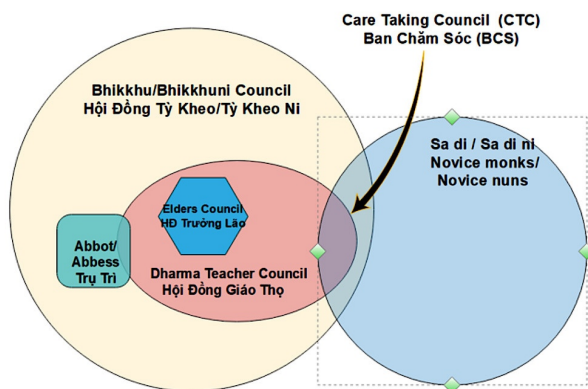 Care Taking Council (CTC)
Ban Chăm Sóc (BCS)
Bhikkhu/Bhikkhuni Council
Hội Đồng Tỳ Kheo/Tỳ Kheo Ni
Sa di / Sa di ni
Novice monks/
Novice nuns
Elders Council
HĐ Trưởng Lão
Abbot/
Abbess
Trụ Trì
Dharma Teacher Council
Hội Đồng Giáo Thọ